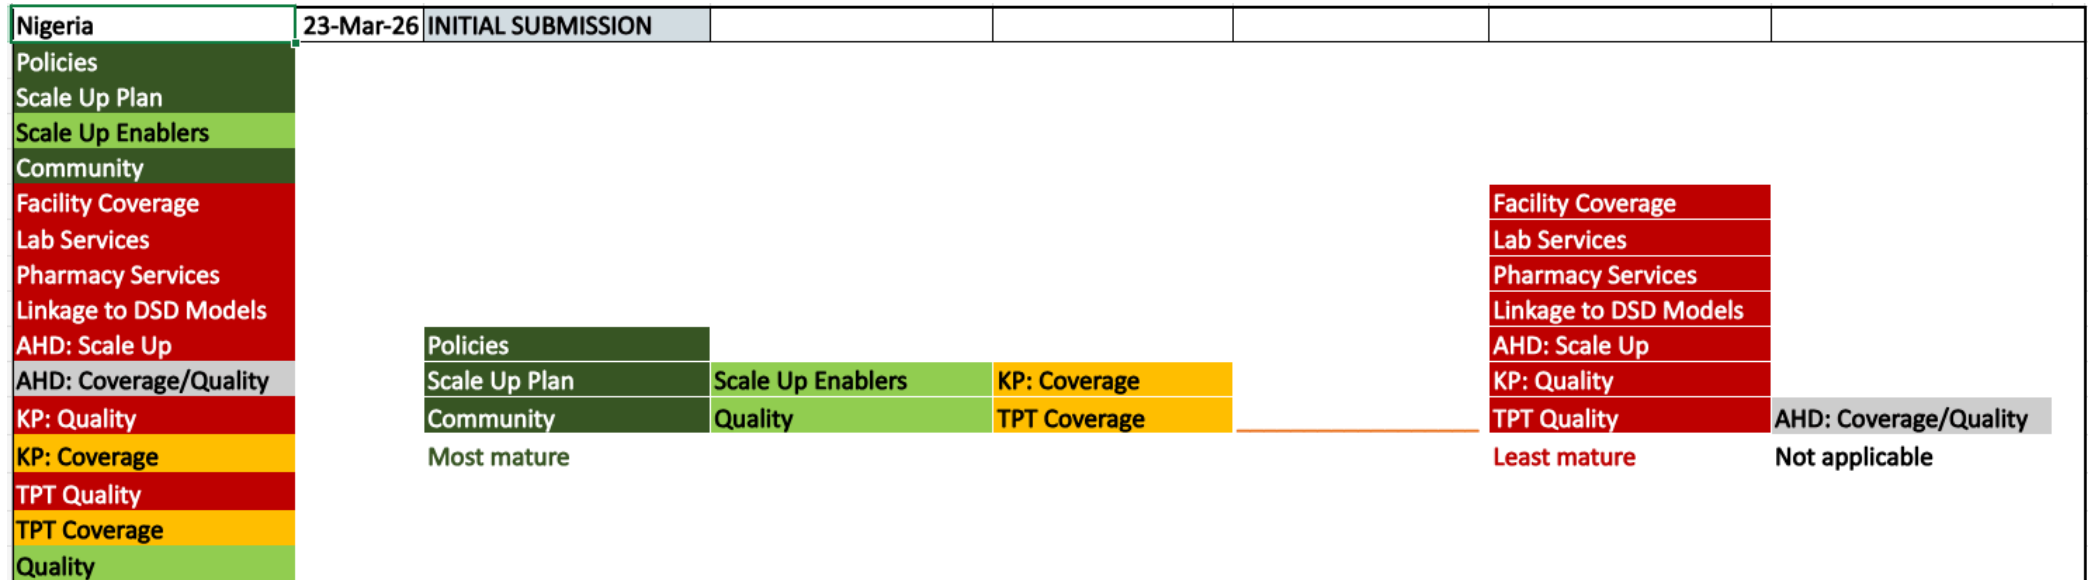 Nigeria 23-Mar-26 INITIAL SUBMISSION
Policies
Scale Up Plan
Scale Up Enablers
Community
Facility Coverage Facility Coverage
Lab Services Lab Services
Pharmacy Services Pharmacy Services
Linkage to DSD Models Linkage to DSD Models
AHD: Scale Up Policies AHD: Scale Up
AHD: Coverage/Quality Scale Up Plan Scale Up Enablers KP: Coverage KP: Quality
KP: Quality Community Quality TPT Coverage TPT Quality AHD: Coverage/Quality
KP: Coverage Most mature Least mature Not applicable
TPT Quality
TPT Coverage
Quality